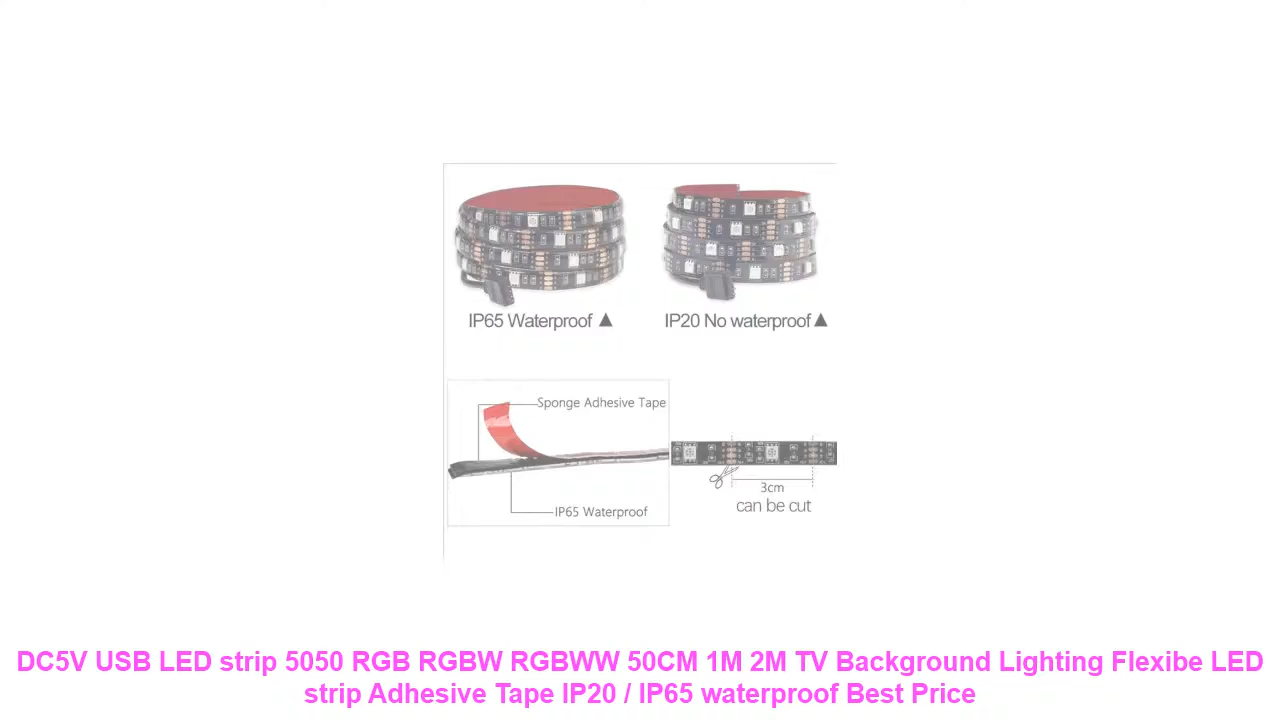 IP65 Waterproof ▲
IP20 No waterproof ▲
Sponge Adhesive Tape
IP65 Waterproof
3cm
can be cut
DC5V USB LED strip 5050 RGB RGBW RGBWW 50CM 1M 2M TV Background Lighting Flexibe LED
strip Adhesive Tape IP20 / IP65 waterproof Best Price